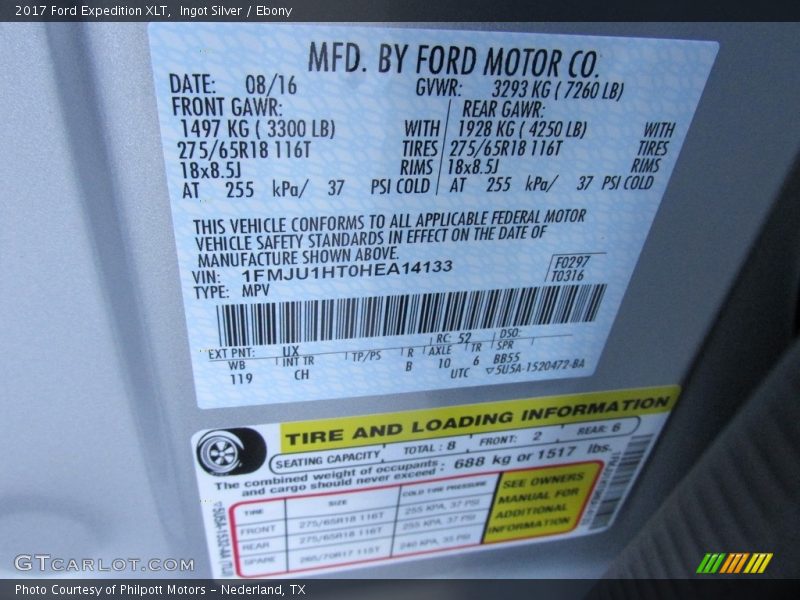 2017 Ford Expedition XLT, Ingot Silver / Ebony
MFD. BY FORD MOTOR CO.
DATE: 08/16 GVWR: 3293 KG ( 7260 LB)
FRONT GAWR: REAR GAWR:
1497 KG ( 3300 LB) WITH 1928 KG ( 4250 LB) WITH
275/65R18 116T TIRES 275/65R18 116T TIRES
18x8.5J RIMS 18x8.5J RIMS
AT 255 kPa/ 37 PSI COLD AT 255 kPa/ 37 PSI COLD
THIS VEHICLE CONFORMS TO ALL APPLICABLE FEDERAL MOTOR
VEHICLE SAFETY STANDARDS IN EFFECT ON THE DATE OF
MANUFACTURE SHOWN ABOVE.
VIN: 1FMJU1HT0HEA14133 F0297
TYPE: MPV T0316
EXT PNT: UX RC: 52 DSO:
WB INT TR TP/PS R AXLE TR SPR
119 CH B 10 6 BB55
UTC ▽5U5A-1520472-BA
TIRE AND LOADING INFORMATION
SEATING CAPACITY TOTAL : 8 FRONT: 2 REAR: 6
The combined weight of occupants
and cargo should never exceed : 688 kg or 1517 lbs.
TIRE SIZE COLD TIRE PRESSURE
FRONT 275/65R18 116T 255 KPA, 37 PSI
REAR 275/65R18 116T 255 KPA, 37 PSI
SPARE 265/70R17 115T 240 KPA, 35 PSI
SEE OWNERS
MANUAL FOR
ADDITIONAL
INFORMATION
GTCARLOT.COM
Photo Courtesy of Philpott Motors – Nederland, TX